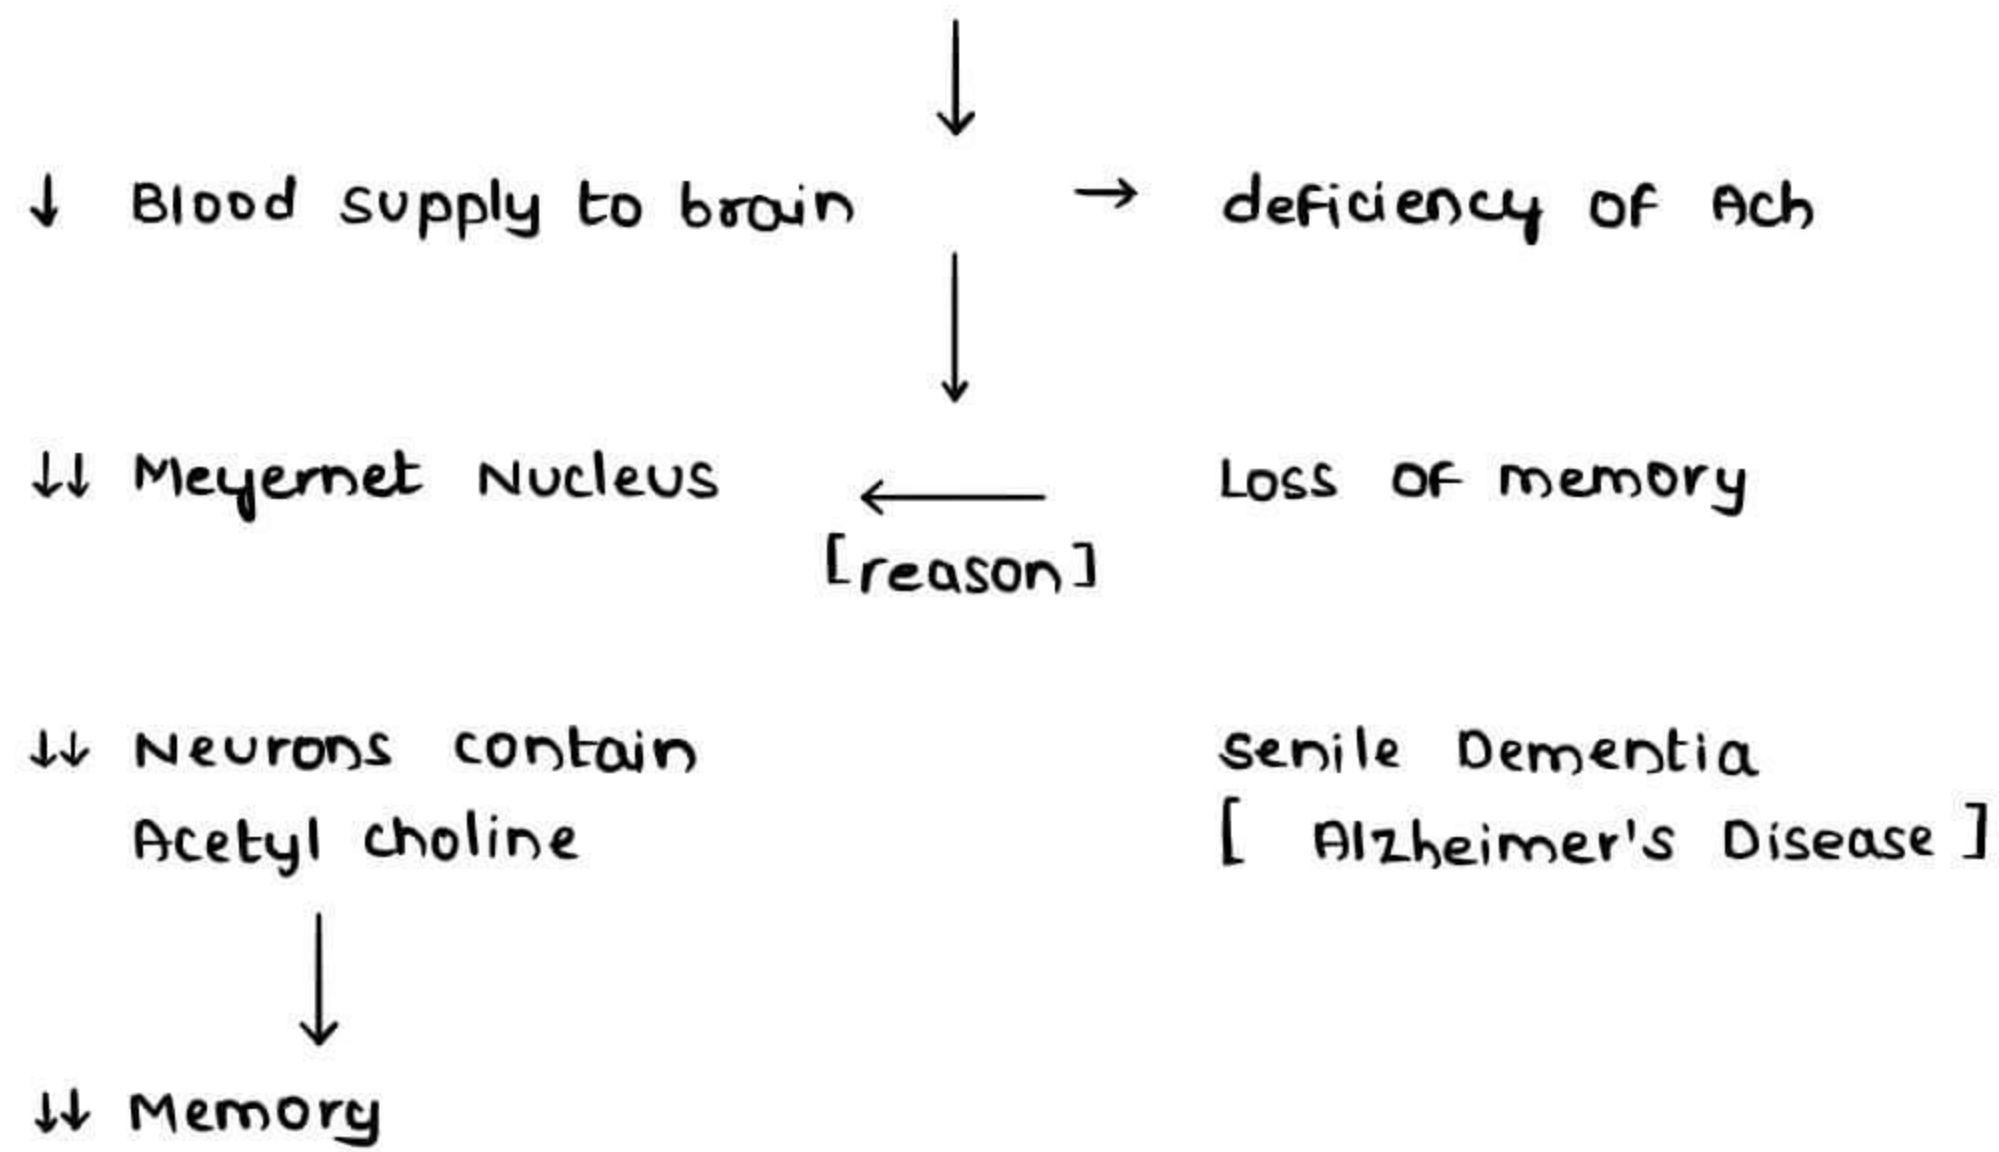 ↓ Blood supply to brain → deficiency of Ach
↓↓ Meyernet Nucleus ← Loss of memory
[reason]
↓↓ Neurons contain senile Dementia
Acetyl choline [ Alzheimer's Disease ]
↓↓ Memory